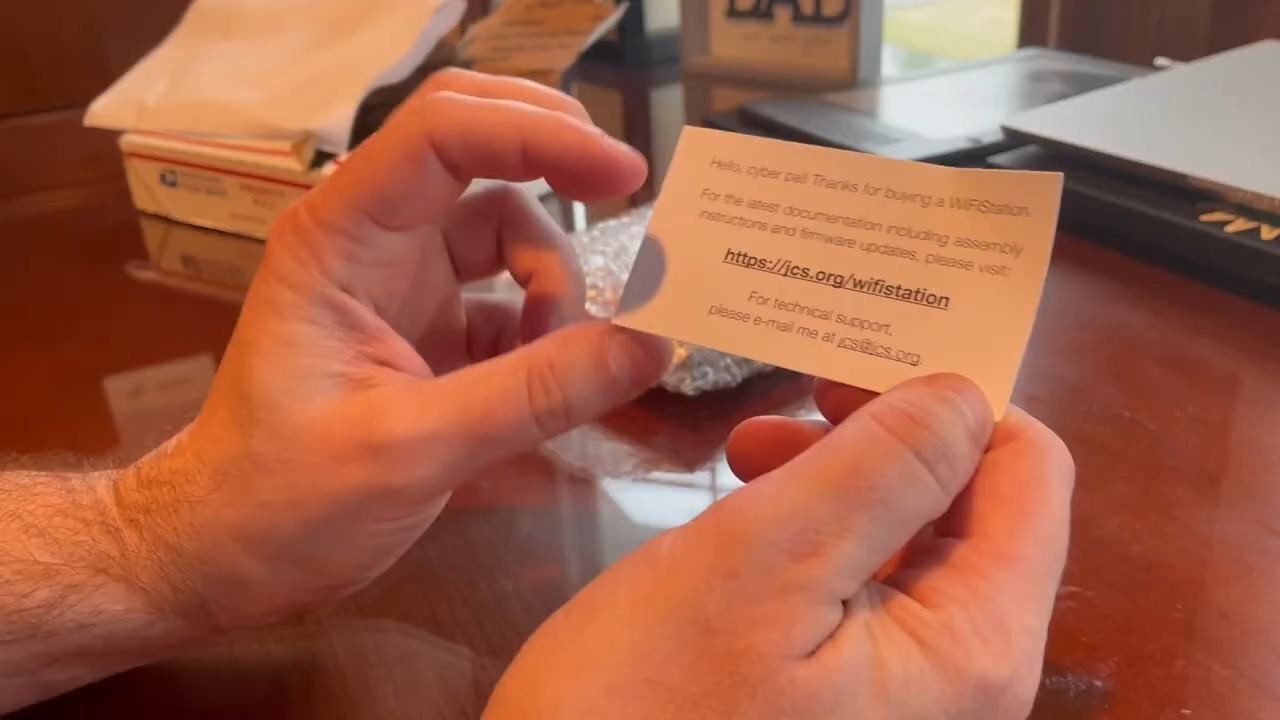 DAD
Hello, cyber pal! Thanks for buying a WiFiStation.
For the latest documentation including assembly
instructions and firmware updates, please visit:
https://jcs.org/wifistation
For technical support,
please e-mail me at jcs@jcs.org.